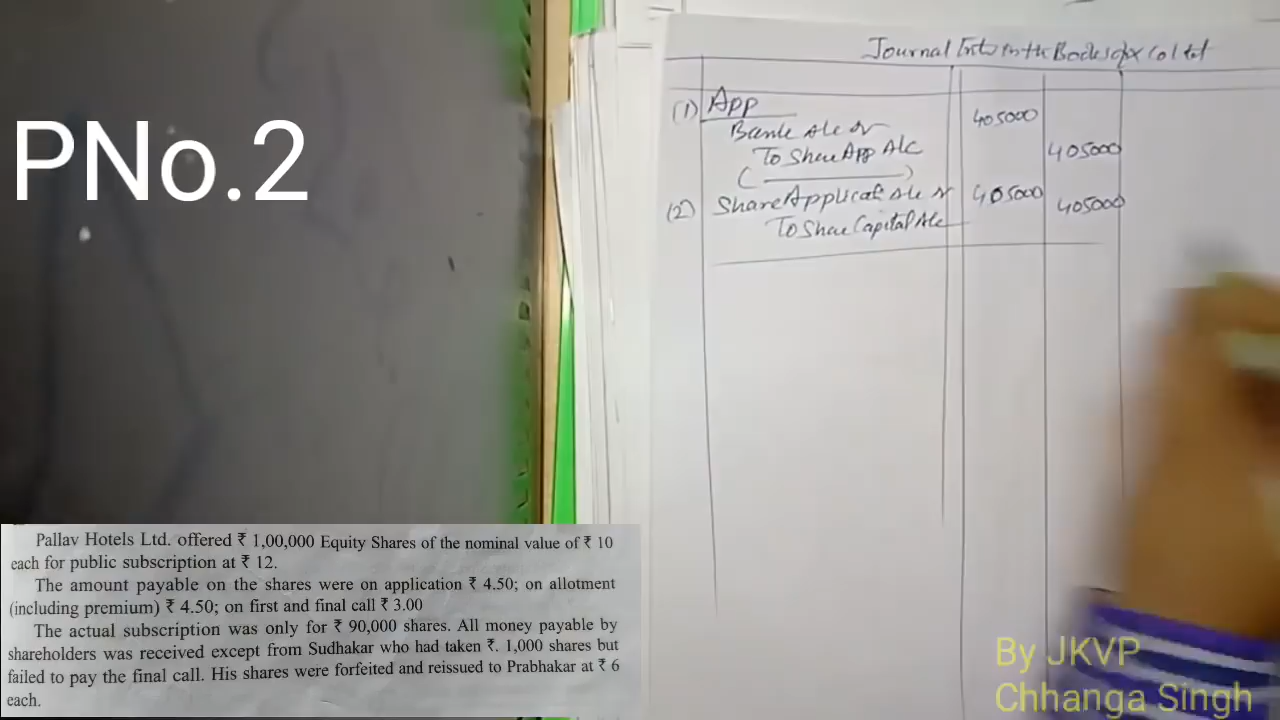 PNo.2
Journal in the Books of x Co Ltd
(1) App 405000
Bank A/c Dr
To Share App A/c 405000
(2) Share Applicat A/c Dr 405000 405000
To Share Capital A/c
Pallav Hotels Ltd. offered ₹ 1,00,000 Equity Shares of the nominal value of ₹ 10
each for public subscription at ₹ 12.
The amount payable on the shares were on application ₹ 4.50; on allotment
(including premium) ₹ 4.50; on first and final call ₹ 3.00
The actual subscription was only for ₹ 90,000 shares. All money payable by
shareholders was received except from Sudhakar who had taken ₹. 1,000 shares but
failed to pay the final call. His shares were forfeited and reissued to Prabhakar at ₹ 6
each.
By JKVP
Chhanga Singh